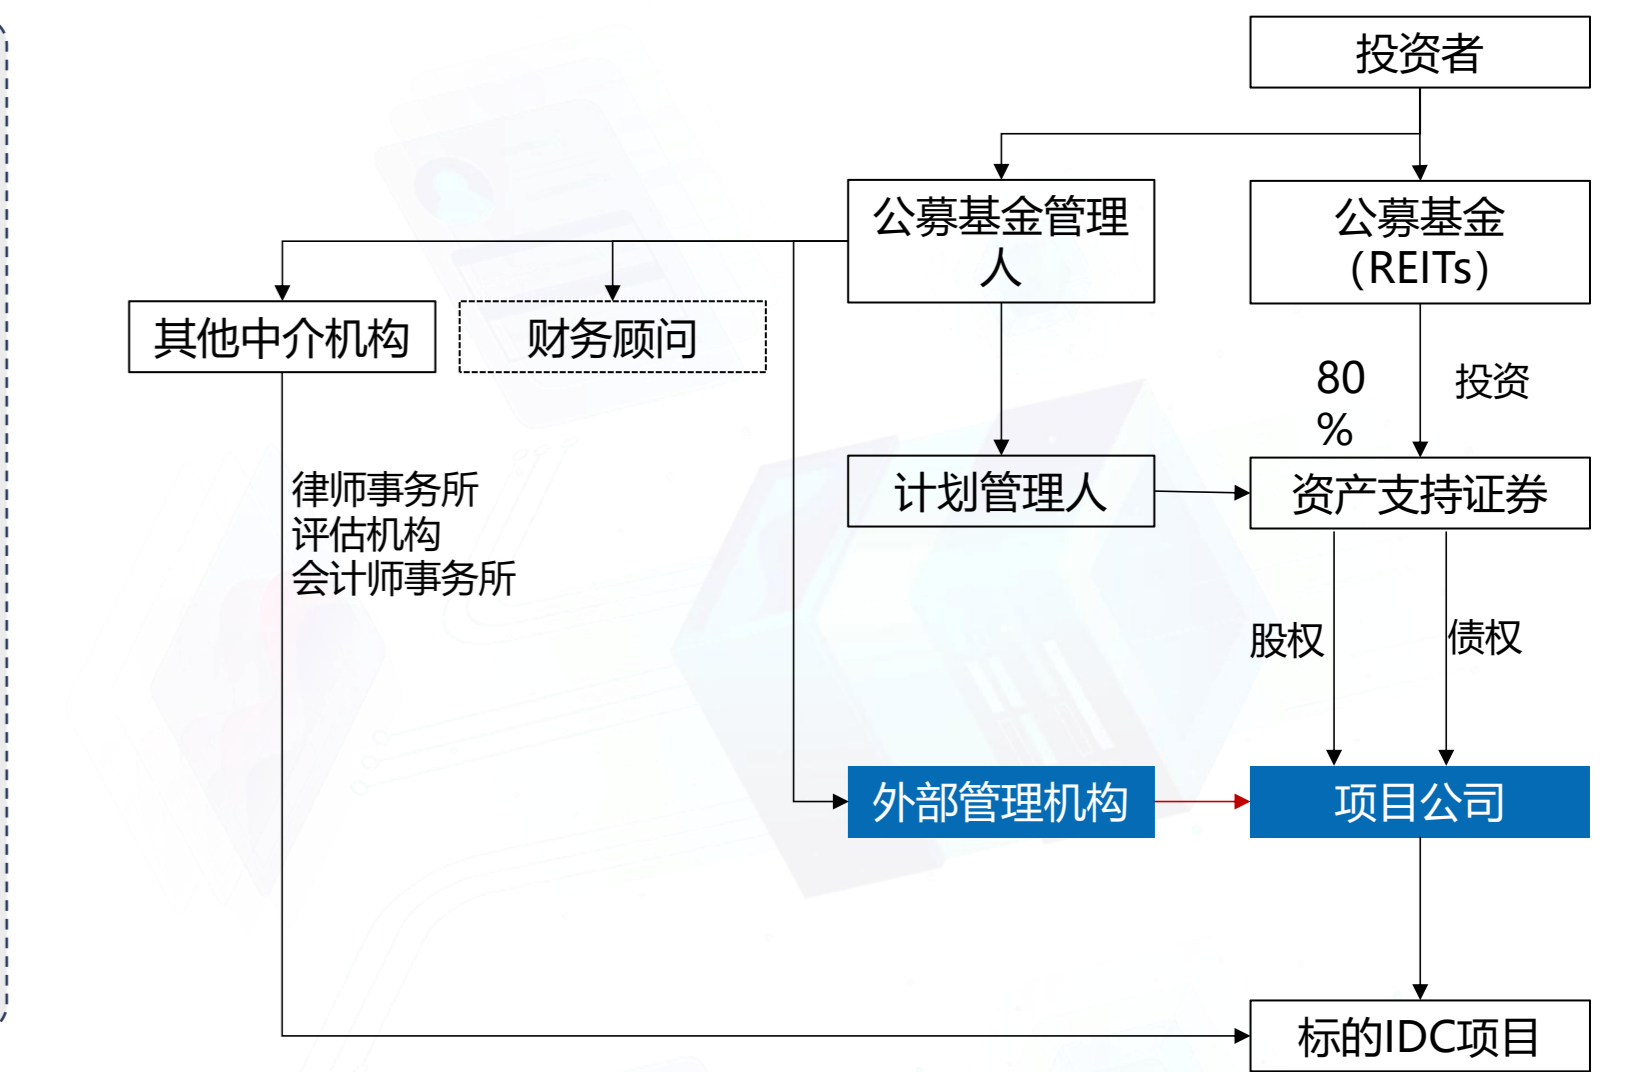 投资者
公募基金管理
人
公募基金
(REITs)
其他中介机构
财务顾问
80
%
投资
计划管理人
资产支持证券
律师事务所
评估机构
会计师事务所
股权
债权
外部管理机构
项目公司
标的IDC项目